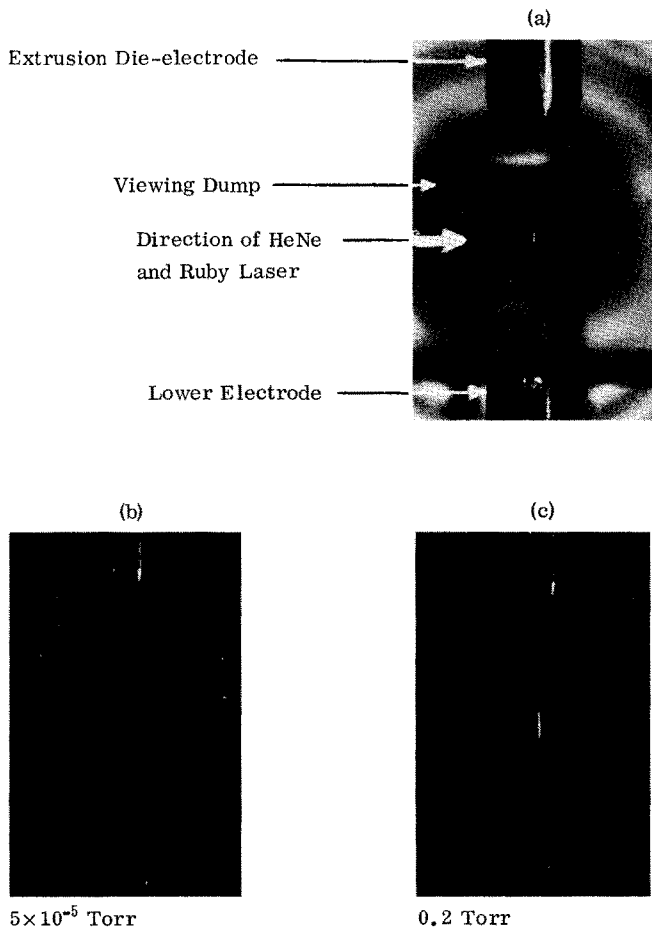 (a)
Extrusion Die-electrode
Viewing Dump
Direction of HeNe
and Ruby Laser
Lower Electrode
(b)
(c)
5×10⁻⁵ Torr
0.2 Torr